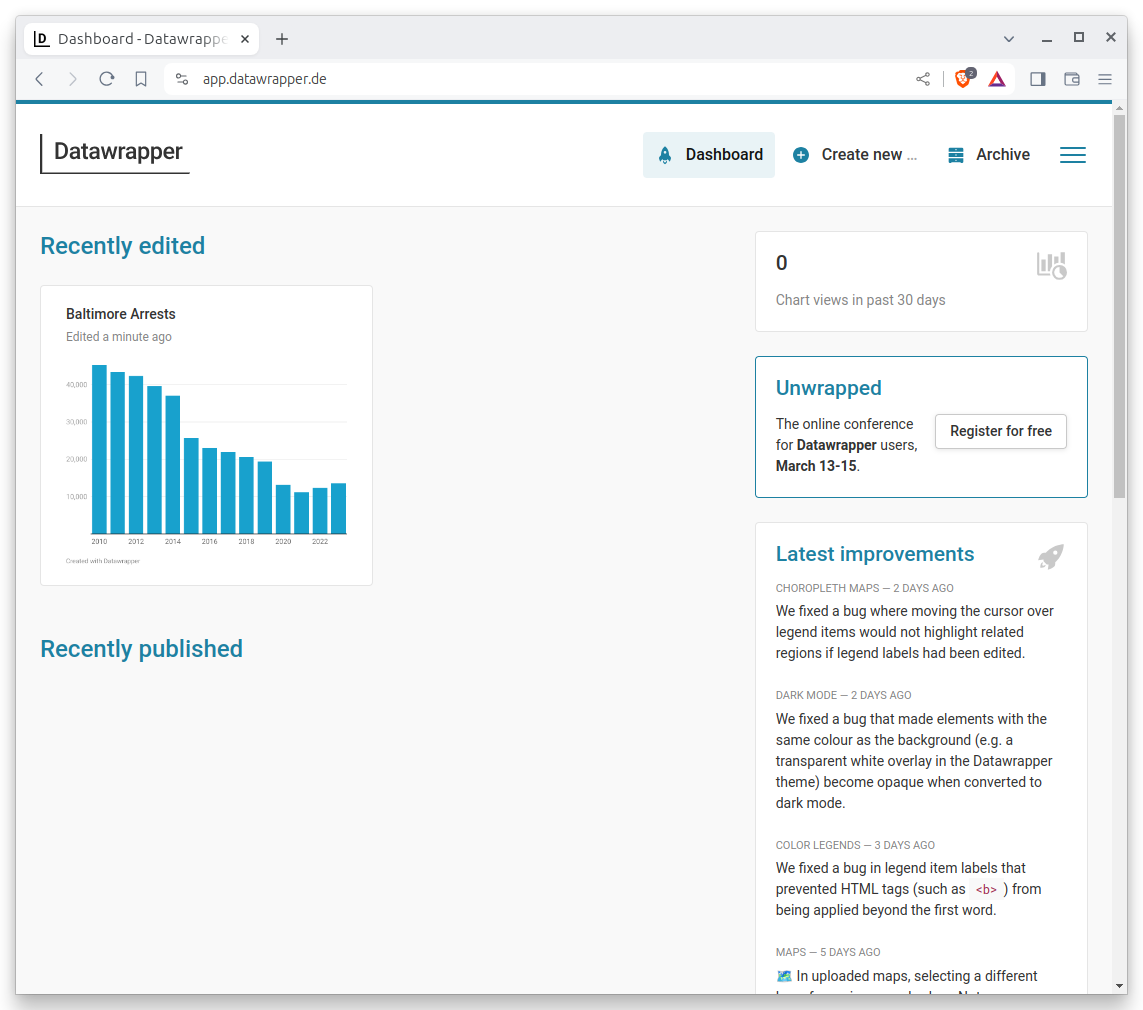 Dashboard - Datawrappe
app.datawrapper.de
2
Datawrapper
Dashboard
Create new ...
Archive
Recently edited
Baltimore Arrests
Edited a minute ago
40,000
30,000
20,000
10,000
2010 2012 2014 2016 2018 2020 2022
Created with Datawrapper
Recently published
0
Chart views in past 30 days
Unwrapped
The online conference
for Datawrapper users,
March 13-15.
Register for free
Latest improvements
CHOROPLETH MAPS — 2 DAYS AGO
We fixed a bug where moving the cursor over
legend items would not highlight related
regions if legend labels had been edited.
DARK MODE — 2 DAYS AGO
We fixed a bug that made elements with the
same colour as the background (e.g. a
transparent white overlay in the Datawrapper
theme) become opaque when converted to
dark mode.
COLOR LEGENDS — 3 DAYS AGO
We fixed a bug in legend item labels that
prevented HTML tags (such as <b> ) from
being applied beyond the first word.
MAPS — 5 DAYS AGO
🗺️ In uploaded maps, selecting a different